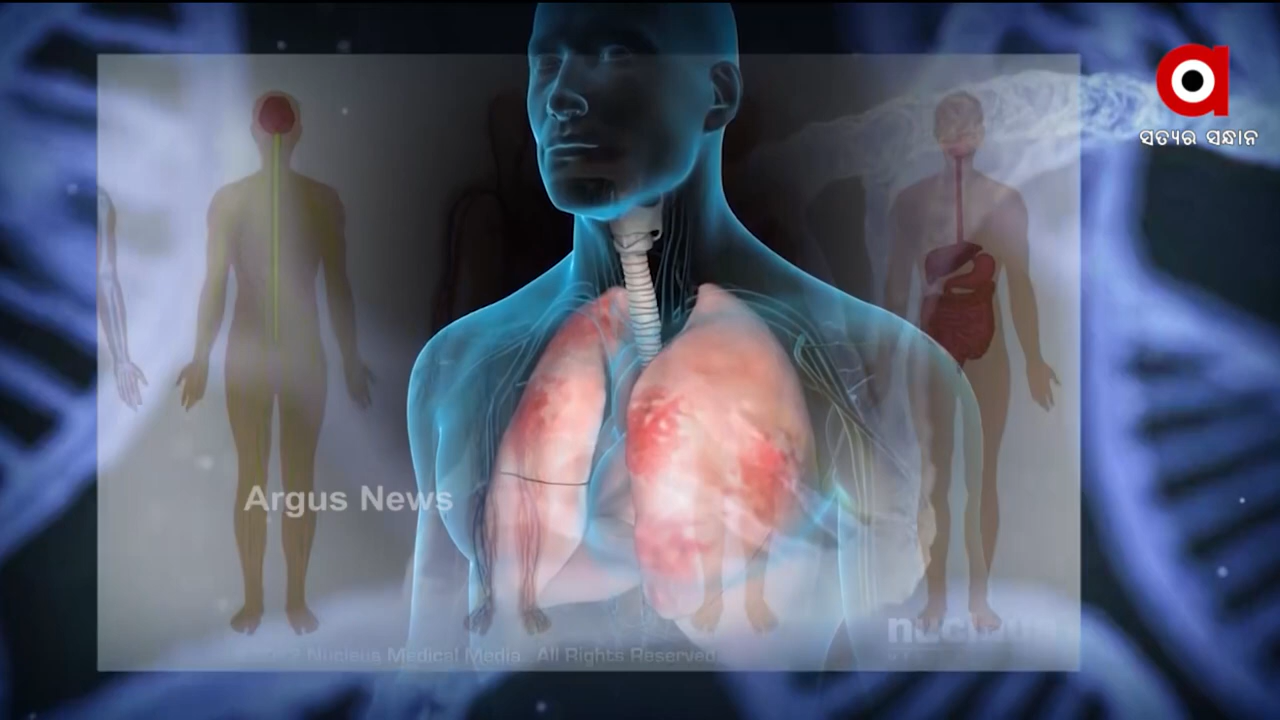 ସତ୍ୟର ସନ୍ଧାନ
Argus News
Nucleus Medical Media. All Rights Reserved.